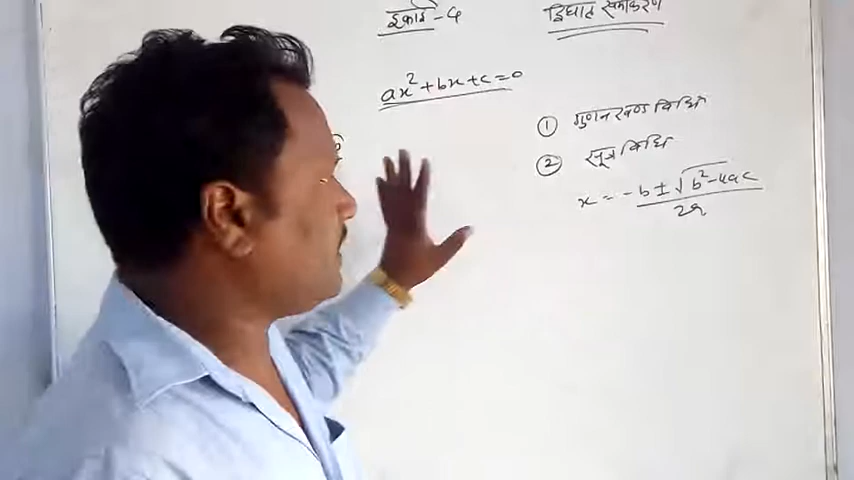 इकाई-4 द्विघात समीकरण
ax²+bx+c=0
① गुणनखण्ड विधि
② सूत्र विधि
x = -b±√b²-4ac / 2a